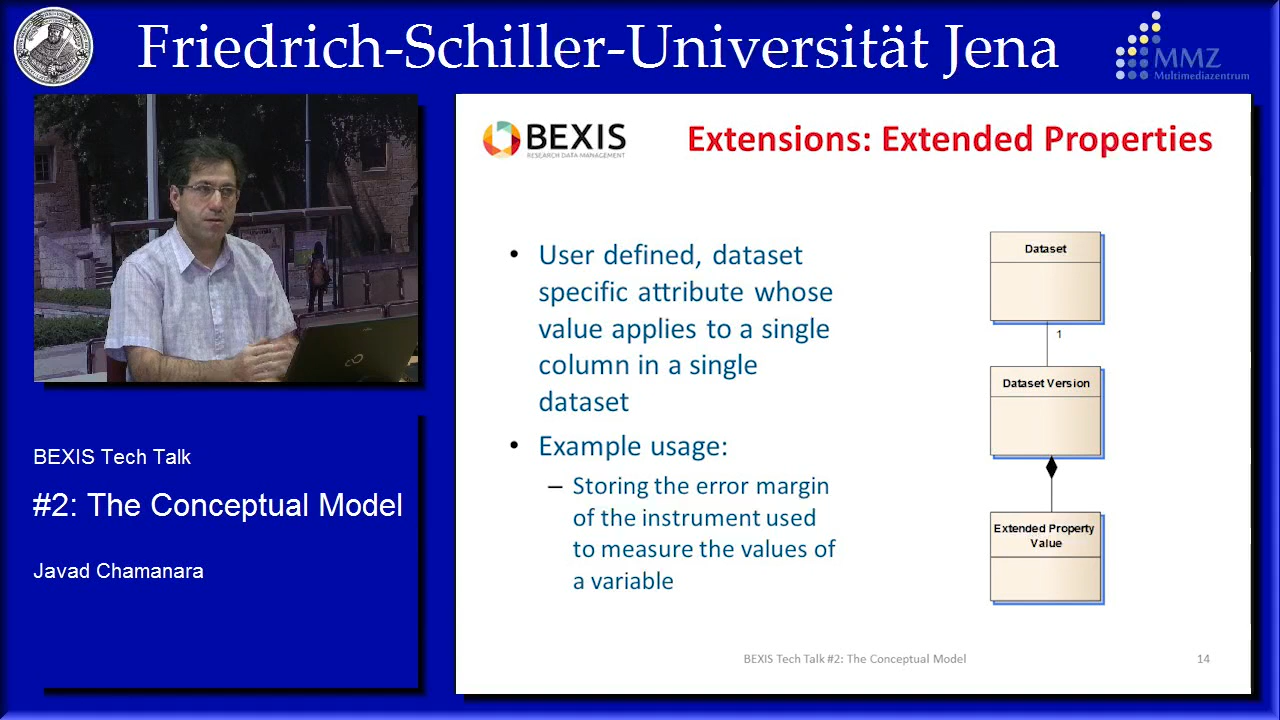 Friedrich-Schiller-Universität Jena
MMZ
Multimediazentrum
BEXIS
RESEARCH DATA MANAGEMENT
Extensions: Extended Properties
• User defined, dataset
specific attribute whose
value applies to a single
column in a single
dataset
• Example usage:
– Storing the error margin
of the instrument used
to measure the values of
a variable
Dataset
1
Dataset Version
Extended Property
Value
BEXIS Tech Talk #2: The Conceptual Model
14
BEXIS Tech Talk
#2: The Conceptual Model
Javad Chamanara